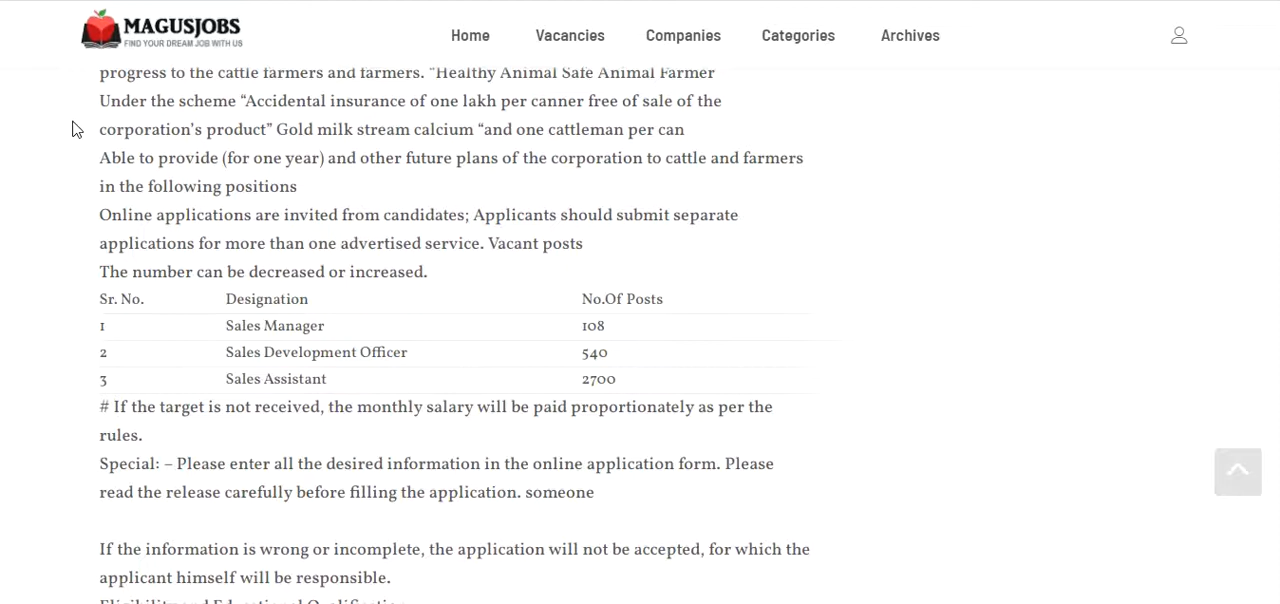 MAGUSJOBS
FIND YOUR DREAM JOB WITH US
Home Vacancies Companies Categories Archives
progress to the cattle farmers and farmers. “Healthy Animal Safe Animal Farmer
Under the scheme “Accidental insurance of one lakh per canner free of sale of the
corporation’s product” Gold milk stream calcium “and one cattleman per can
Able to provide (for one year) and other future plans of the corporation to cattle and farmers
in the following positions
Online applications are invited from candidates; Applicants should submit separate
applications for more than one advertised service. Vacant posts
The number can be decreased or increased.
Sr. No. Designation No.Of Posts
1 Sales Manager 108
2 Sales Development Officer 540
3 Sales Assistant 2700
# If the target is not received, the monthly salary will be paid proportionately as per the
rules.
Special: – Please enter all the desired information in the online application form. Please
read the release carefully before filling the application. someone
If the information is wrong or incomplete, the application will not be accepted, for which the
applicant himself will be responsible.
Eligibility and Educational Qualification